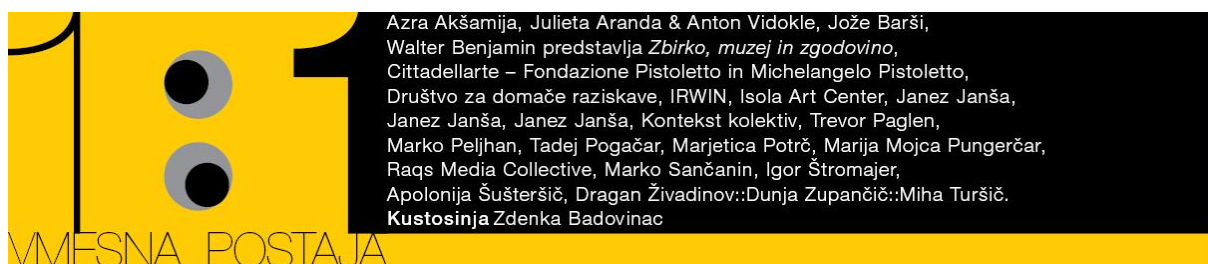 1:1
Azra Akšamija, Julieta Aranda & Anton Vidokle, Jože Barši,
Walter Benjamin predstavlja Zbirko, muzej in zgodovino,
Cittadellarte – Fondazione Pistoletto in Michelangelo Pistoletto,
Društvo za domače raziskave, IRWIN, Isola Art Center, Janez Janša,
Janez Janša, Janez Janša, Kontekst kolektiv, Trevor Paglen,
Marko Peljhan, Tadej Pogačar, Marjetica Potrč, Marija Mojca Pungerčar,
Raqs Media Collective, Marko Sančanin, Igor Štromajer,
Apolonija Šušteršič, Dragan Živadinov::Dunja Zupančič::Miha Turšič.
Kustosinja Zdenka Badovinac
VMESNA POSTAJA